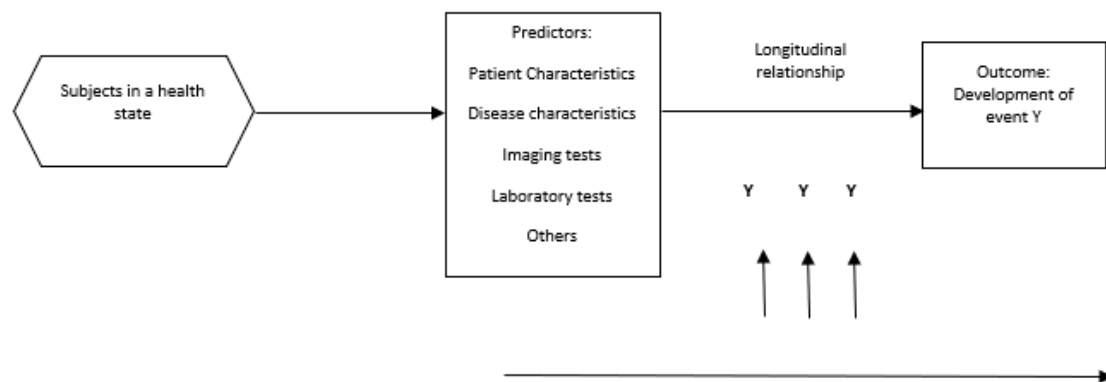 Subjects in a health
state
Predictors:
Patient Characteristics
Disease characteristics
Imaging tests
Laboratory tests
Others
Longitudinal
relationship
Y Y Y
Outcome:
Development of
event Y